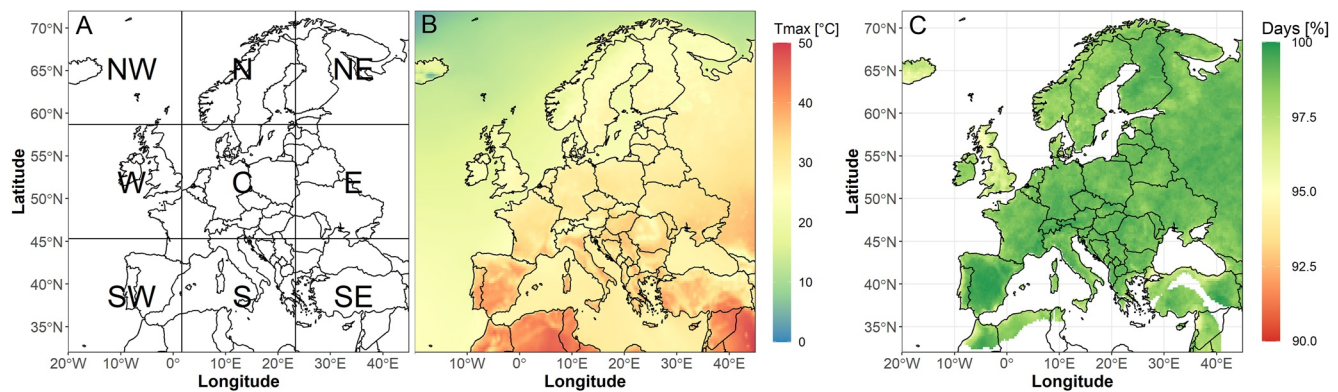 A
NW
N
NE
W
C
E
SW
S
SE
70°N
65°N
60°N
55°N
50°N
45°N
40°N
35°N
Latitude
20°W
10°W
0°
10°E
20°E
30°E
40°E
Longitude
B
10°W
0°
10°E
20°E
30°E
40°E
Longitude
Tmax [°C]
50
40
30
20
10
0
C
70°N
65°N
60°N
55°N
50°N
45°N
40°N
35°N
Latitude
20°W
10°W
0°
10°E
20°E
30°E
40°E
Longitude
Days [%]
100
97.5
95.0
92.5
90.0